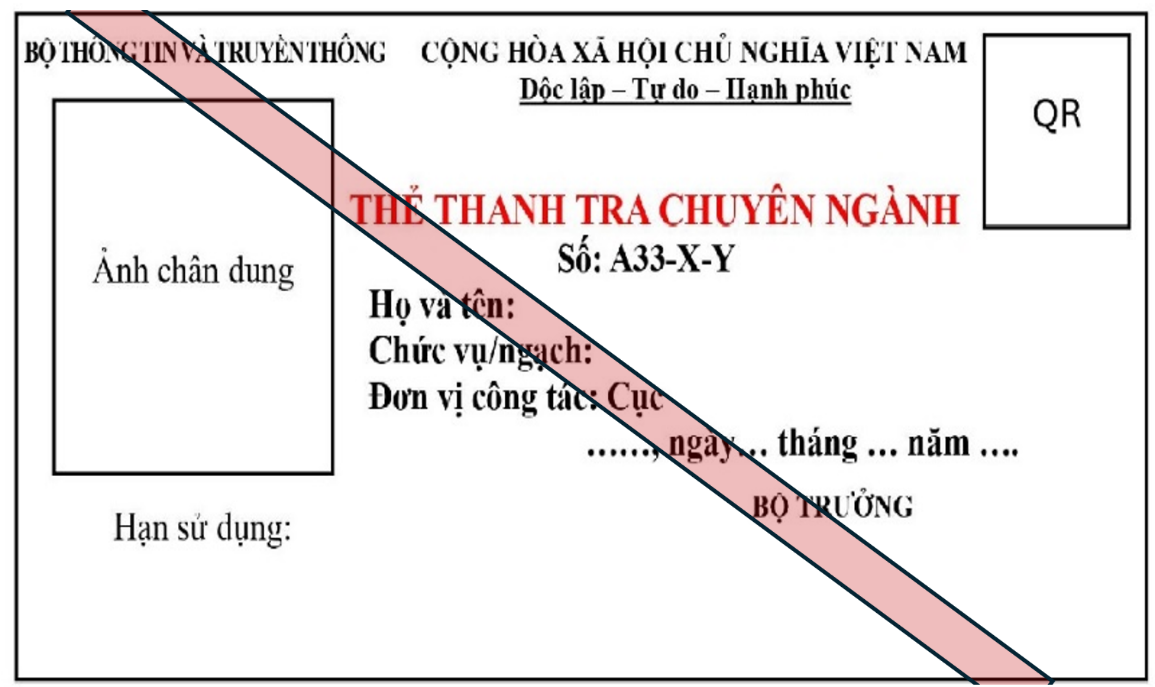 BỘ THÔNG TIN VÀ TRUYỀN THÔNG
CỘNG HÒA XÃ HỘI CHỦ NGHĨA VIỆT NAM
Độc lập – Tự do – Hạnh phúc
QR
THẺ THANH TRA CHUYÊN NGÀNH
Số: A33-X-Y
Ảnh chân dung
Họ và tên:
Chức vụ/ngạch:
Đơn vị công tác: Cục
......, ngày... tháng ... năm ....
BỘ TRƯỞNG
Hạn sử dụng: